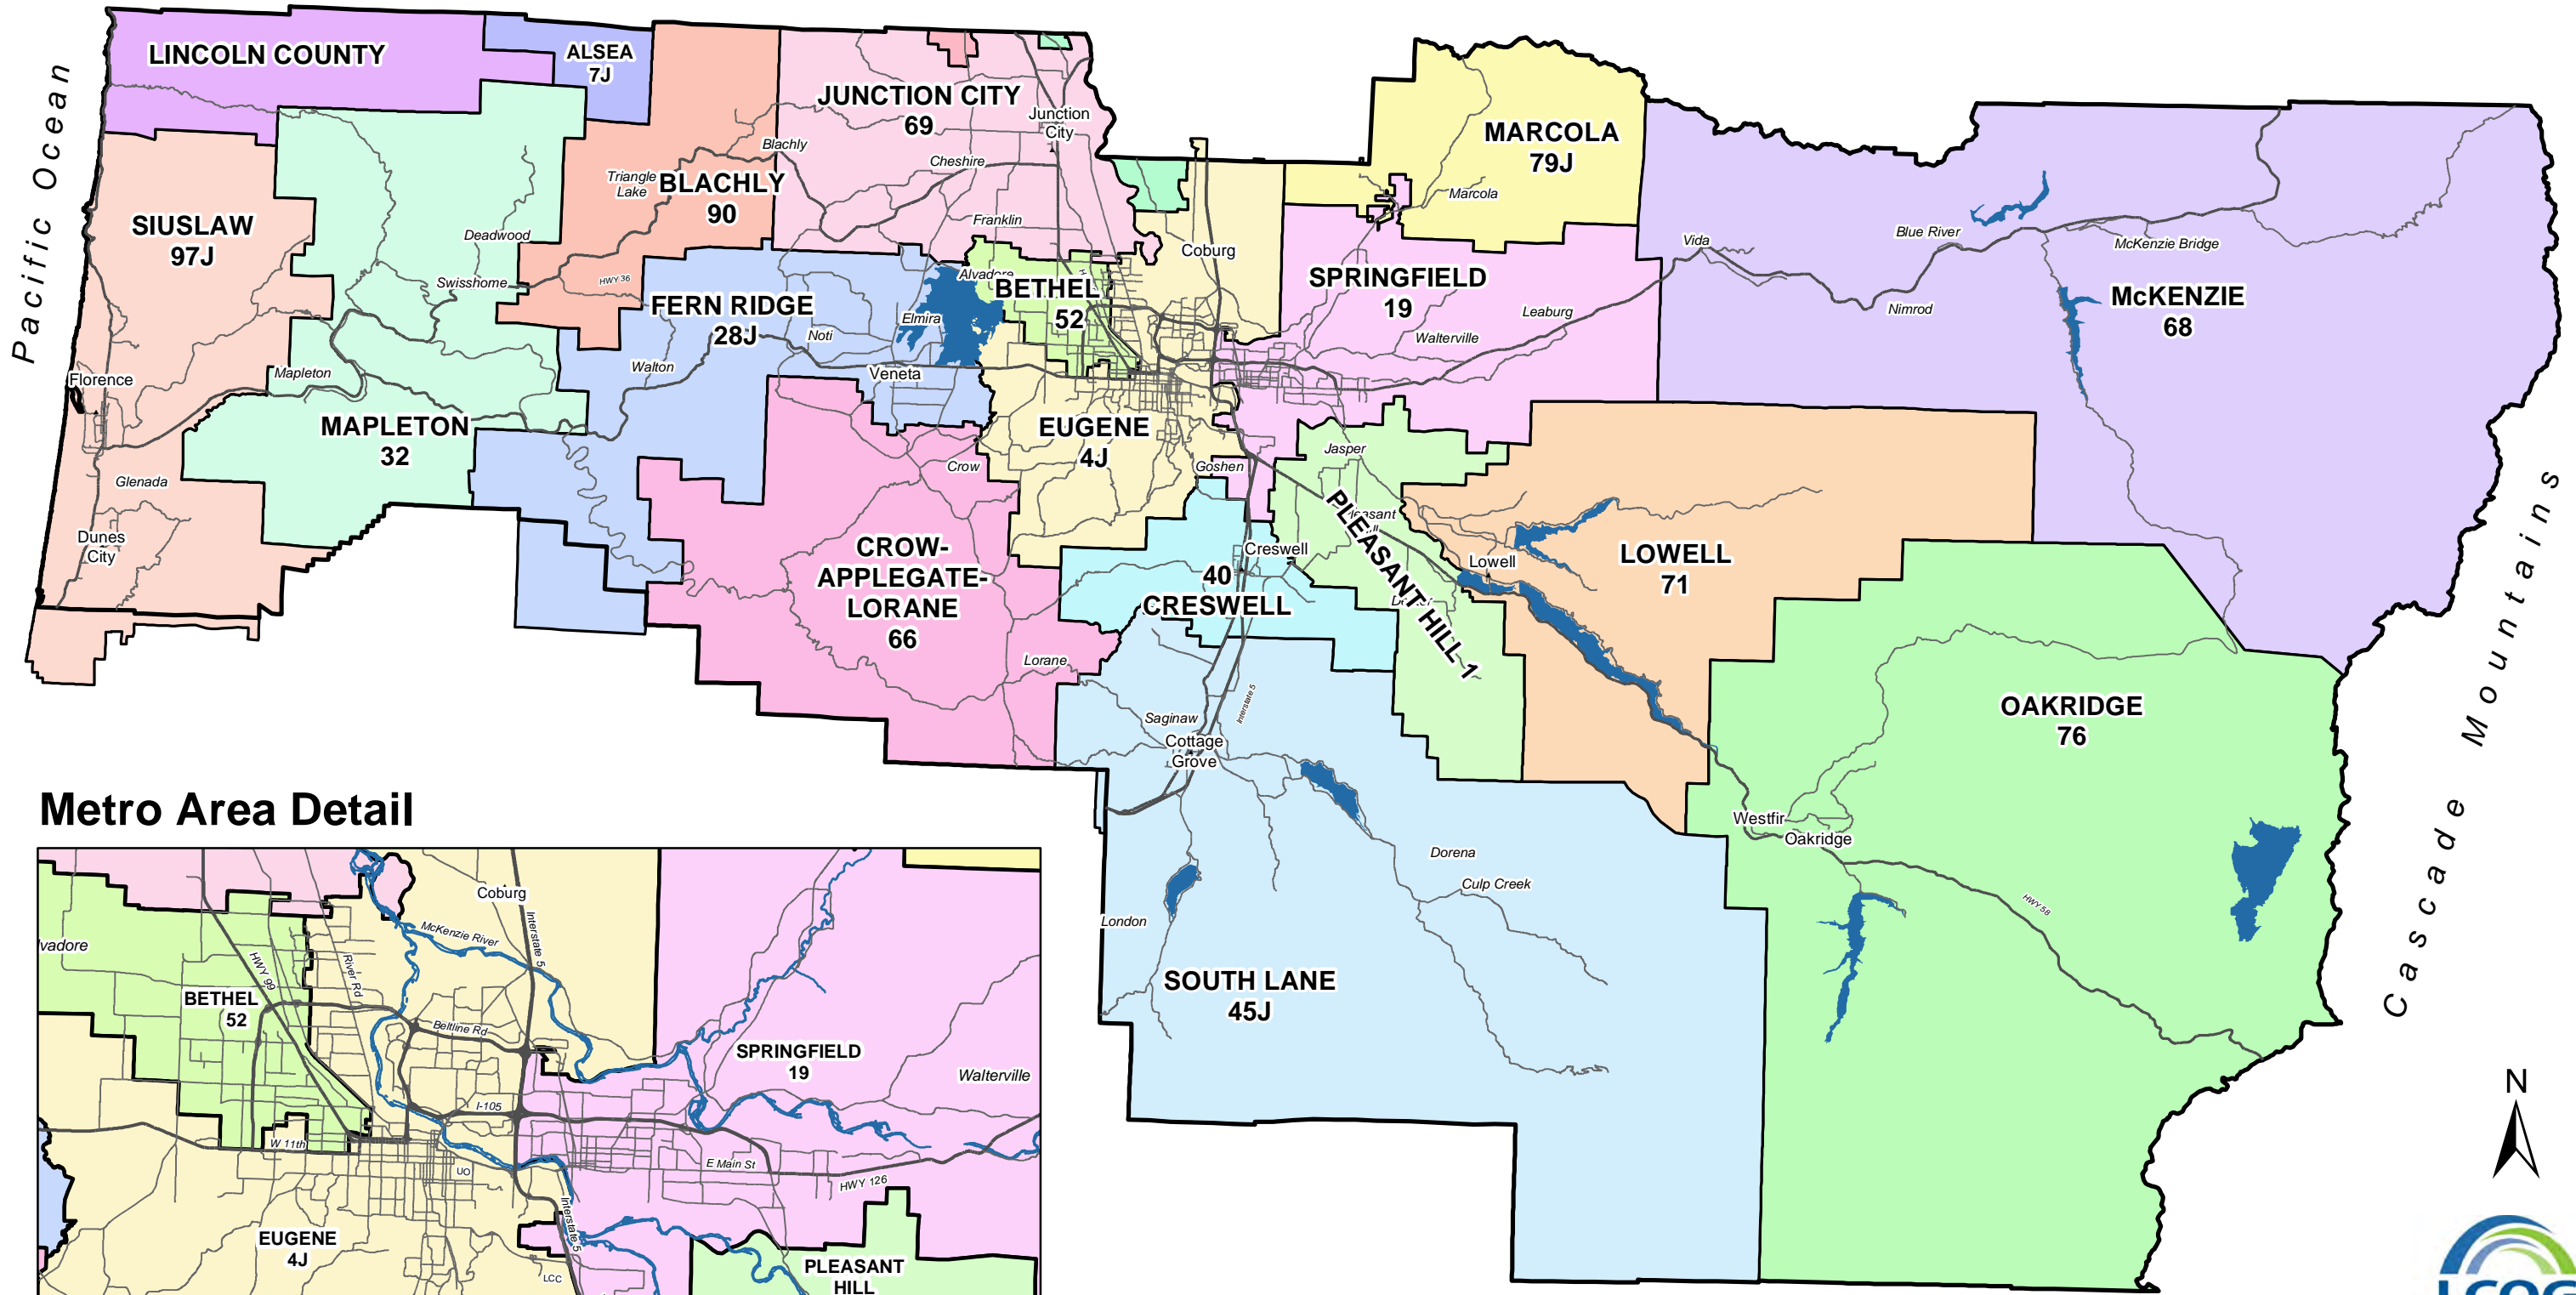 LINCOLN COUNTY
ALSEA
7J
JUNCTION CITY
69
Junction
City
Blachly
Cheshire
Triangle
Lake
BLACHLY
90
Franklin
MARCOLA
79J
Marcola
Pacific Ocean
SIUSLAW
97J
Deadwood
Swisshome
HWY 36
Coburg
Alvadore
BETHEL
52
FERN RIDGE
28J
Elmira
Noti
Walton
Veneta
SPRINGFIELD
19
Leaburg
Walterville
Vida
Blue River
McKenzie Bridge
Nimrod
McKENZIE
68
Florence
Mapleton
MAPLETON
32
Glenada
Dunes
City
EUGENE
4J
Crow
Goshen
Jasper
PLEASANT HILL 1
CROW-
APPLEGATE-
LORANE
66
Lorane
Creswell
40
CRESWELL
Lowell
LOWELL
71
Cascade Mountains
OAKRIDGE
76
Interstate 5
Saginaw
Cottage
Grove
Westfir
Oakridge
HWY 58
Dorena
Culp Creek
London
SOUTH LANE
45J
N
LCOG
Metro Area Detail
Coburg
Interstate 5
McKenzie River
vadore
HWY 99
River Rd
BETHEL
52
Beltline Rd
SPRINGFIELD
19
Walterville
I-105
W 11th
UO
E Main St
HWY 126
Interstate 5
EUGENE
4J
LCC
PLEASANT
HILL